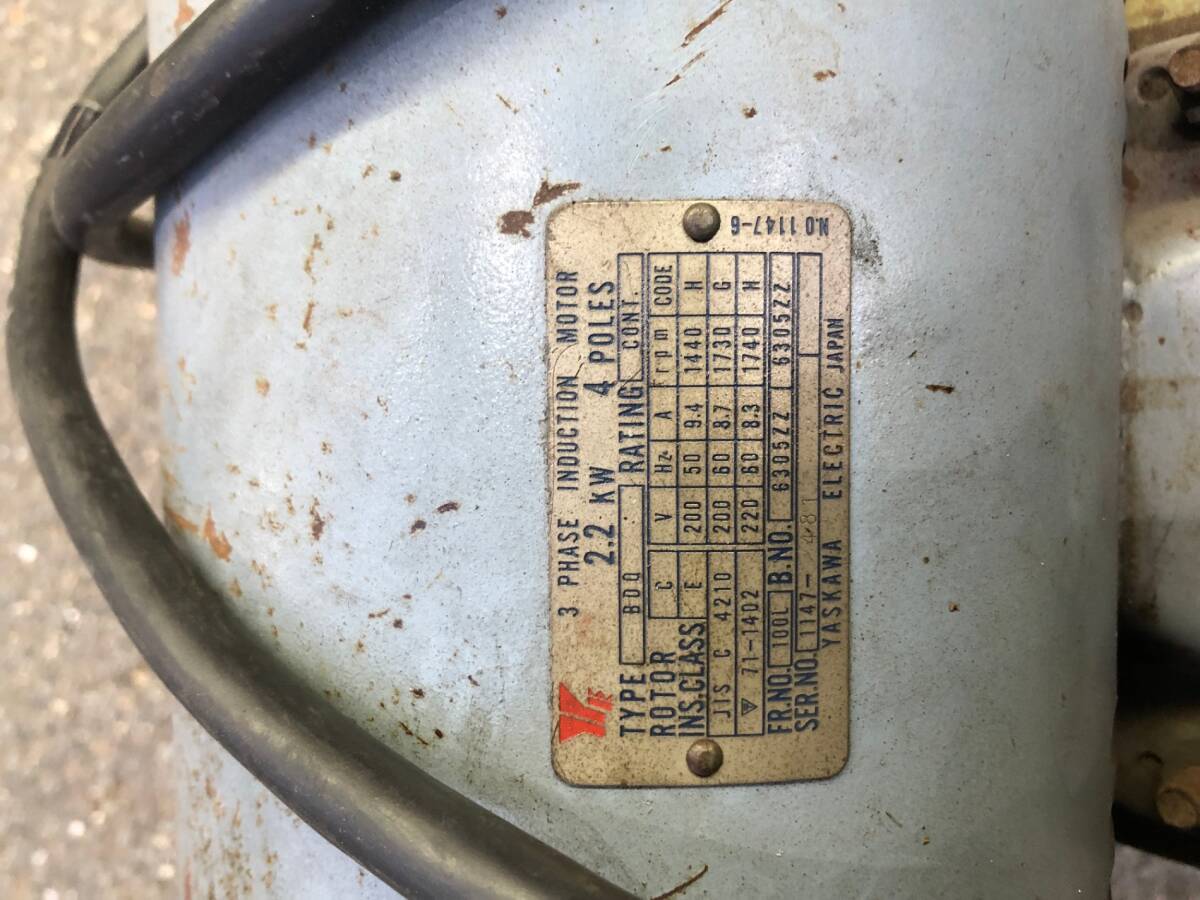 3 PHASE INDUCTION MOTOR
2.2 KW 4 POLES
TYPE BDQ RATING CONT.
ROTOR C V Hz A rpm CODE
INS.CLASS E 200 50 9.4 1440 H
JIS C 4210 200 60 8.7 1730 G
71-1402 220 60 8.3 1740 N
FR.NO. 100L B.NO. 6305ZZ 6305ZZ
SER.NO. 1147-
YASKAWA ELECTRIC JAPAN
N.O 1147-6